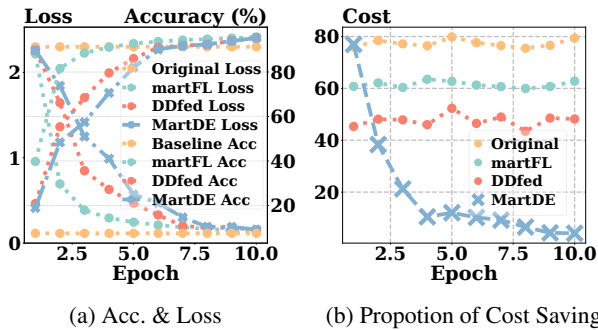 Loss Accuracy (%)
2
1
0
80
60
40
20
2.5 5.0 7.5 10.0
Epoch
Original Loss
martFL Loss
DDfed Loss
MartDE Loss
Baseline Acc
martFL Acc
DDfed Acc
MartDE Acc
(a) Acc. & Loss
Cost
80
60
40
20
2.5 5.0 7.5 10.0
Epoch
Original
martFL
DDfed
MartDE
(b) Propotion of Cost Saving